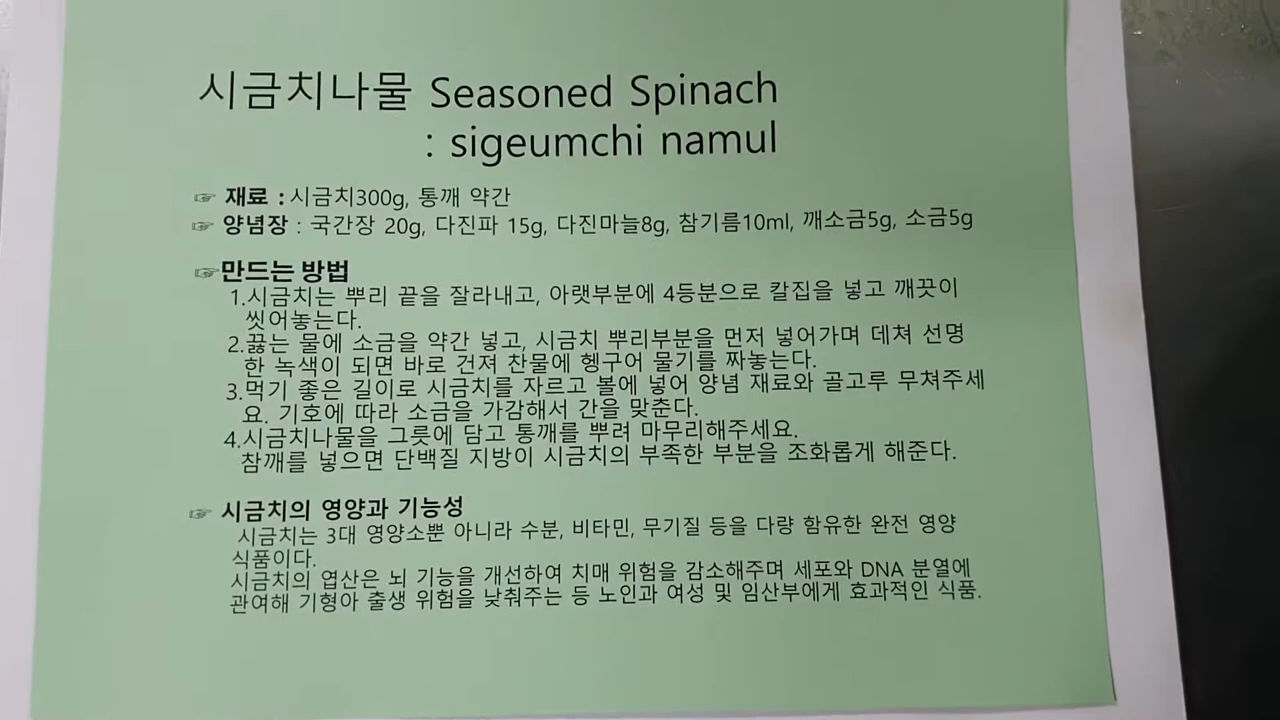 시금치나물 Seasoned Spinach
: sigeumchi namul
☞ 재료 : 시금치300g, 통깨 약간
☞ 양념장 : 국간장 20g, 다진파 15g, 다진마늘8g, 참기름10ml, 깨소금5g, 소금5g
☞만드는 방법
1.시금치는 뿌리 끝을 잘라내고, 아랫부분에 4등분으로 칼집을 넣고 깨끗이
씻어놓는다.
2.끓는 물에 소금을 약간 넣고, 시금치 뿌리부분을 먼저 넣어가며 데쳐 선명
한 녹색이 되면 바로 건져 찬물에 헹구어 물기를 짜놓는다.
3.먹기 좋은 길이로 시금치를 자르고 볼에 넣어 양념 재료와 골고루 무쳐주세
요. 기호에 따라 소금을 가감해서 간을 맞춘다.
4.시금치나물을 그릇에 담고 통깨를 뿌려 마무리해주세요.
참깨를 넣으면 단백질 지방이 시금치의 부족한 부분을 조화롭게 해준다.
☞ 시금치의 영양과 기능성
시금치는 3대 영양소뿐 아니라 수분, 비타민, 무기질 등을 다량 함유한 완전 영양
식품이다.
시금치의 엽산은 뇌 기능을 개선하여 치매 위험을 감소해주며 세포와 DNA 분열에
관여해 기형아 출생 위험을 낮춰주는 등 노인과 여성 및 임산부에게 효과적인 식품.